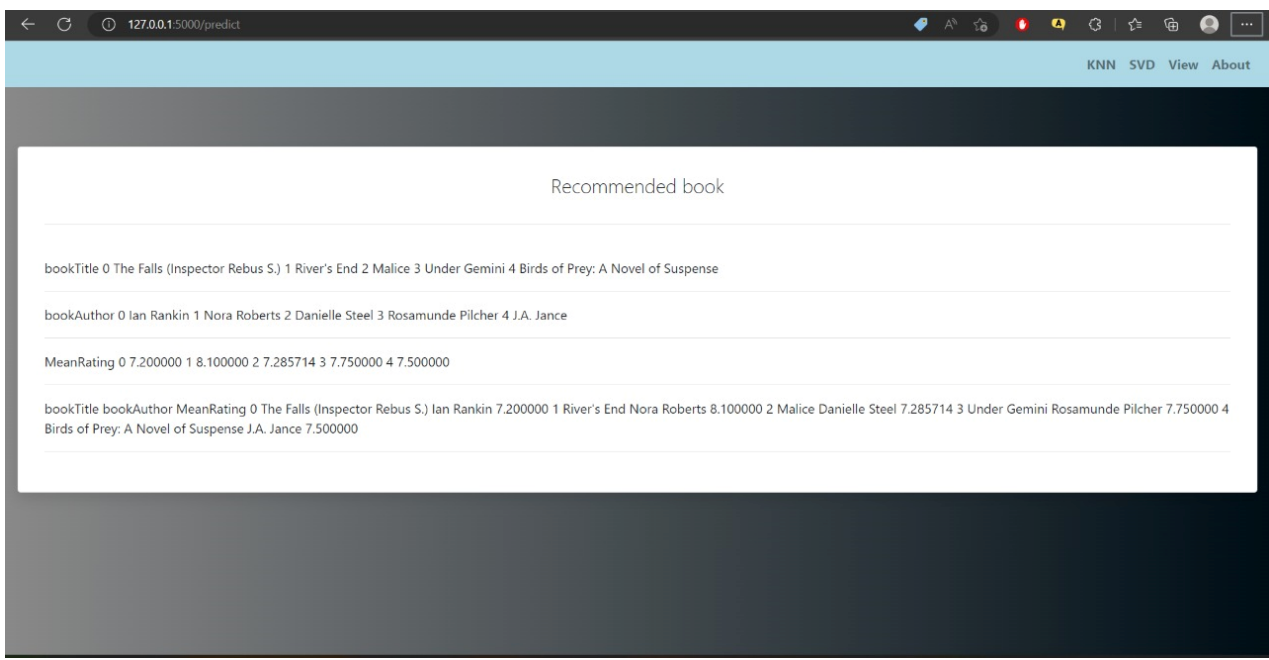 127.0.0.1:5000/predict
KNN SVD View About
Recommended book
bookTitle 0 The Falls (Inspector Rebus S.) 1 River's End 2 Malice 3 Under Gemini 4 Birds of Prey: A Novel of Suspense
bookAuthor 0 Ian Rankin 1 Nora Roberts 2 Danielle Steel 3 Rosamunde Pilcher 4 J.A. Jance
MeanRating 0 7.200000 1 8.100000 2 7.285714 3 7.750000 4 7.500000
bookTitle bookAuthor MeanRating 0 The Falls (Inspector Rebus S.) Ian Rankin 7.200000 1 River's End Nora Roberts 8.100000 2 Malice Danielle Steel 7.285714 3 Under Gemini Rosamunde Pilcher 7.750000 4
Birds of Prey: A Novel of Suspense J.A. Jance 7.500000